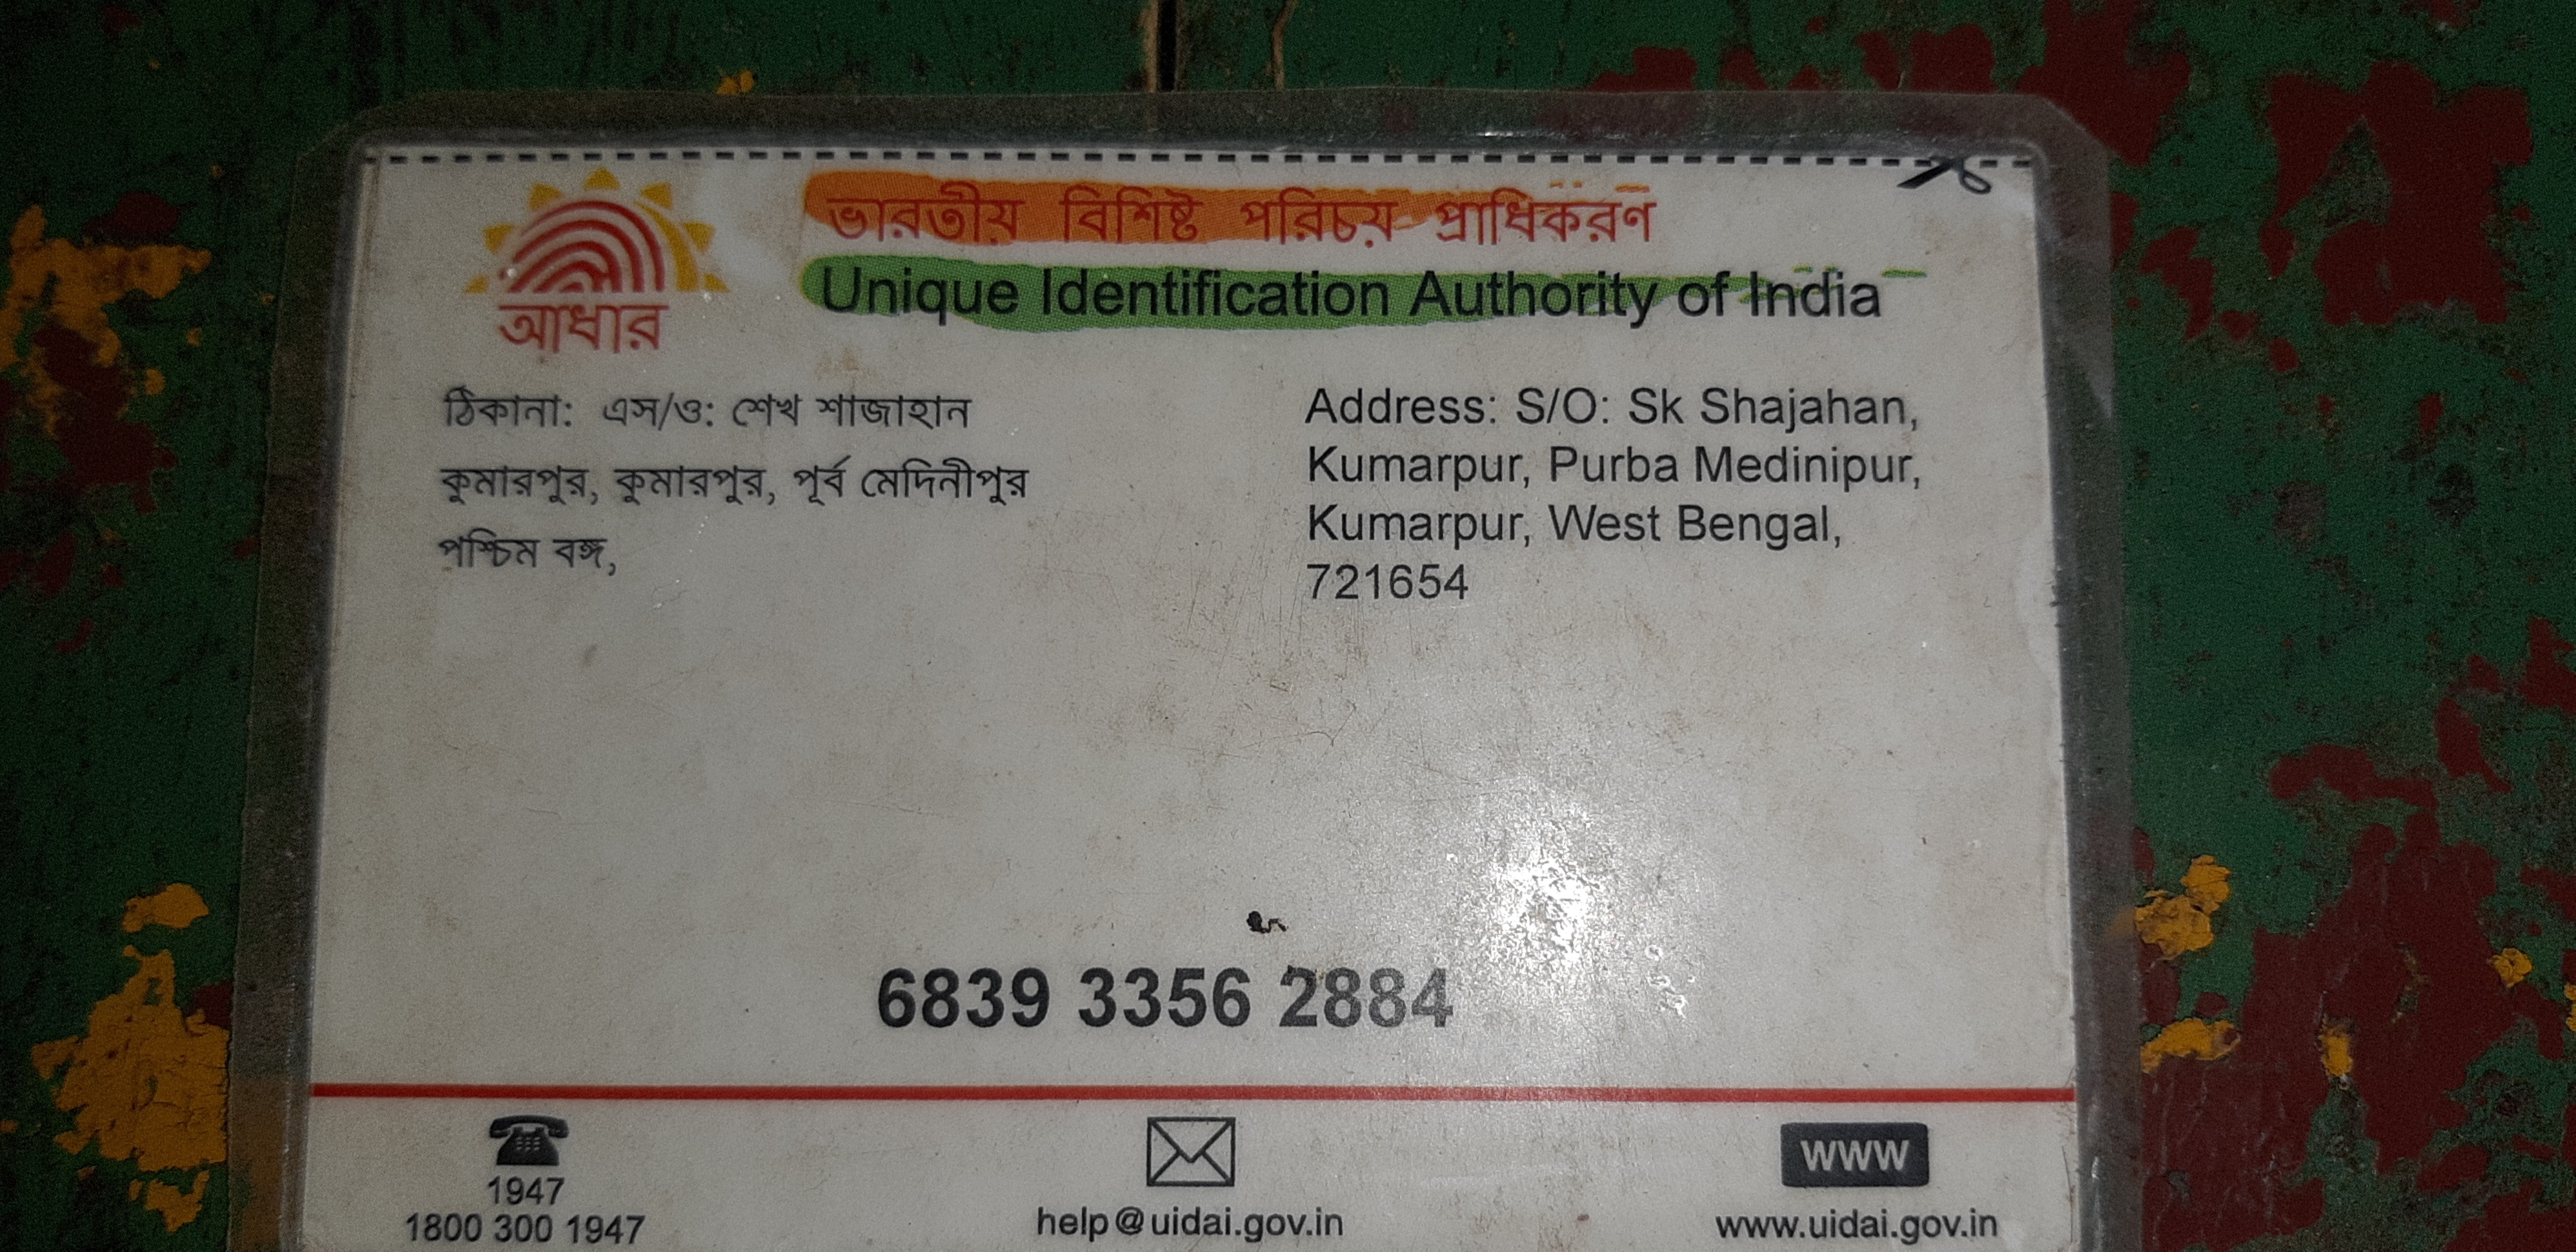 ভারতীয় বিশিষ্ট পরিচয় প্রাধিকরণ
Unique Identification Authority of India
আধার
ঠিকানা: এস/ও: শেখ শাজাহান
কুমারপুর, কুমারপুর, পূর্ব মেদিনীপুর
পশ্চিম বঙ্গ,
Address: S/O: Sk Shajahan,
Kumarpur, Purba Medinipur,
Kumarpur, West Bengal,
721654
6839 3356 2884
1947
1800 300 1947
help@uidai.gov.in
www
www.uidai.gov.in